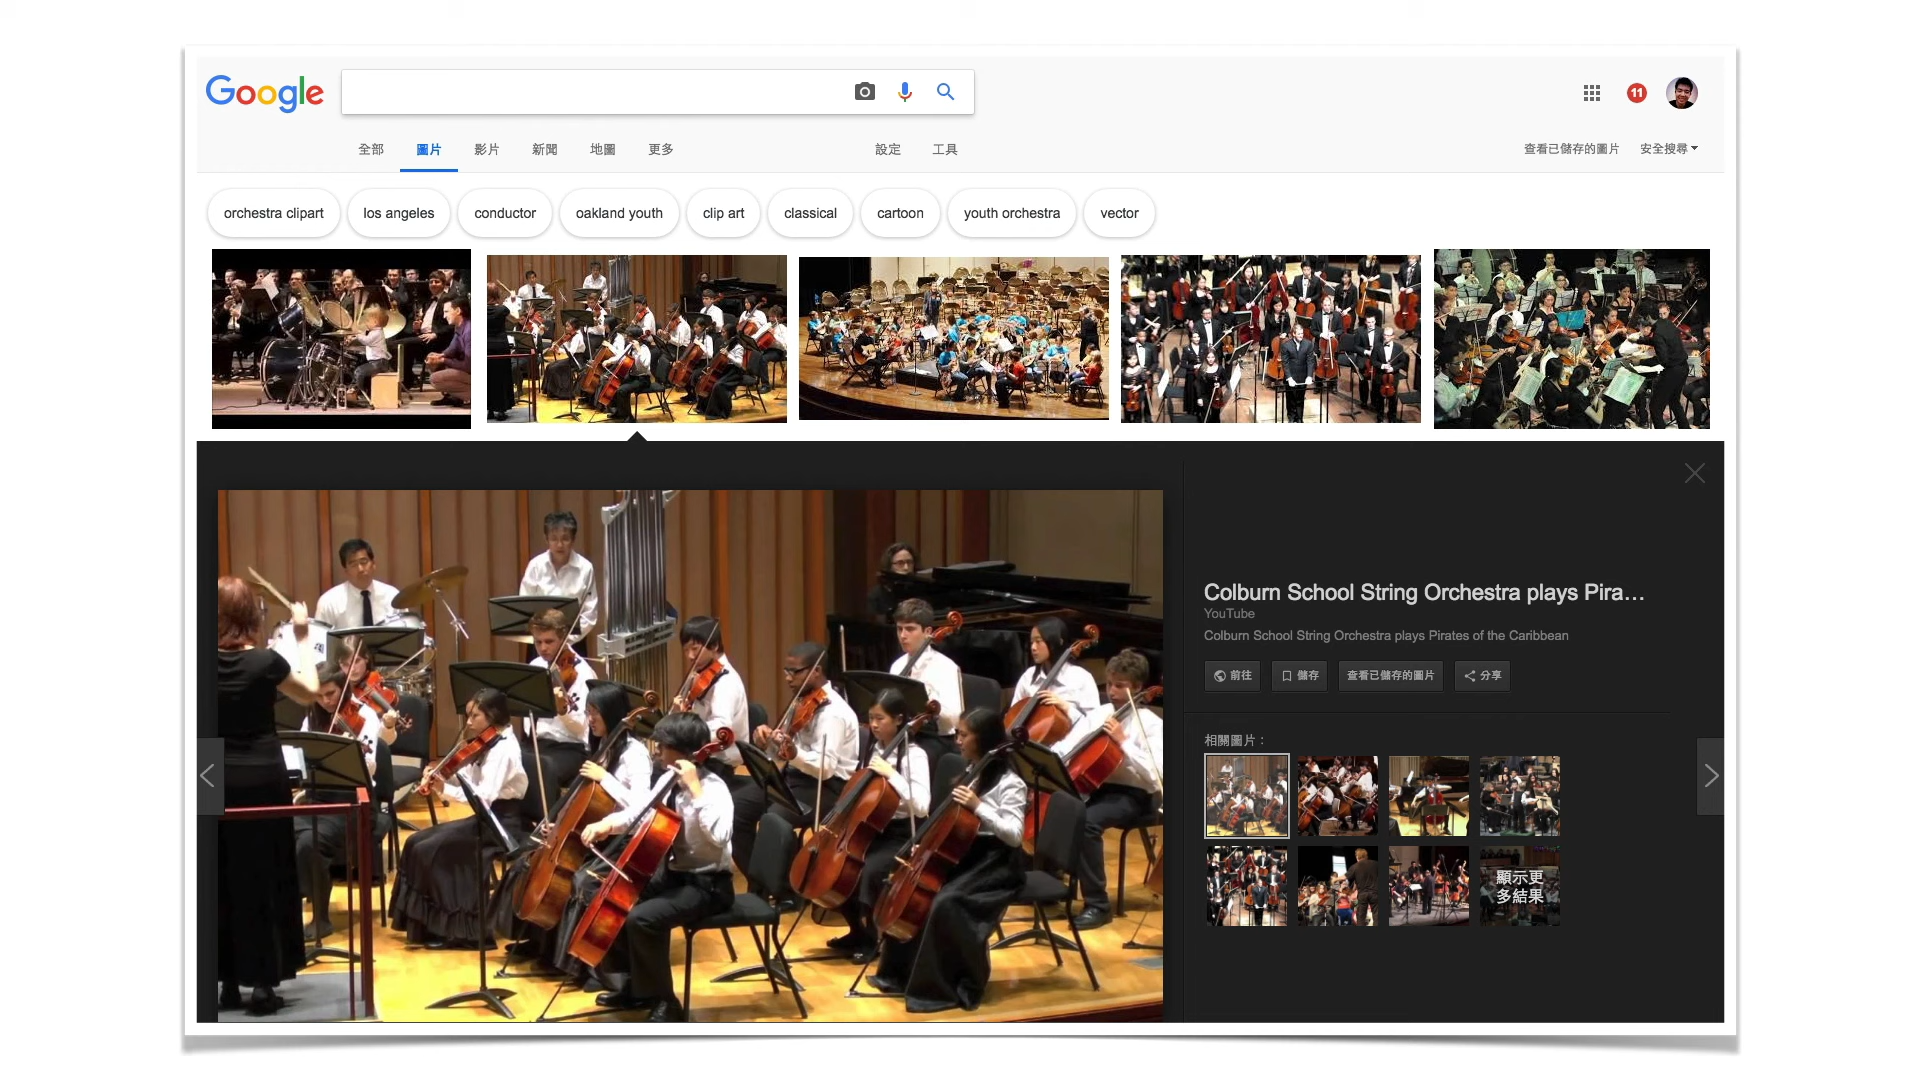 Google
11
全部
圖片
影片
新聞
地圖
更多
設定
工具
查看已儲存的圖片
安全搜尋
orchestra clipart
los angeles
conductor
oakland youth
clip art
classical
cartoon
youth orchestra
vector
Colburn School String Orchestra plays Pira...
YouTube
Colburn School String Orchestra plays Pirates of the Caribbean
前往
儲存
查看已儲存的圖片
分享
相關圖片：
顯示更
多結果